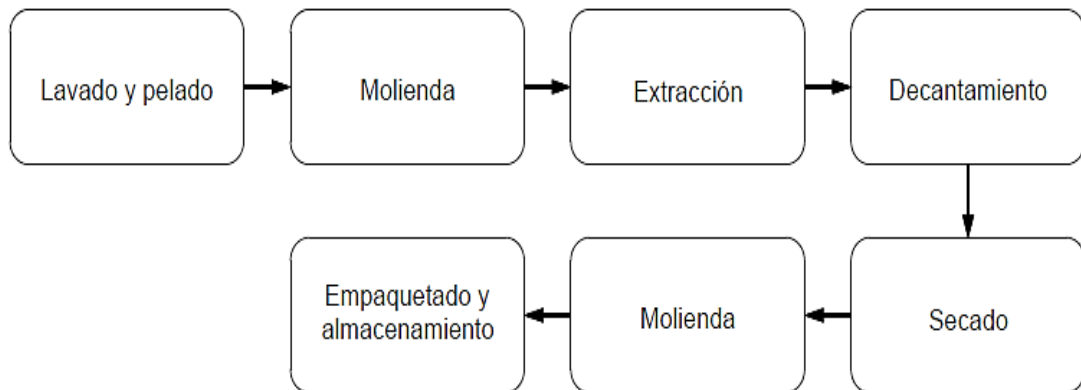 Lavado y pelado
Molienda
Extracción
Decantamiento
Secado
Molienda
Empaquetado y
almacenamiento